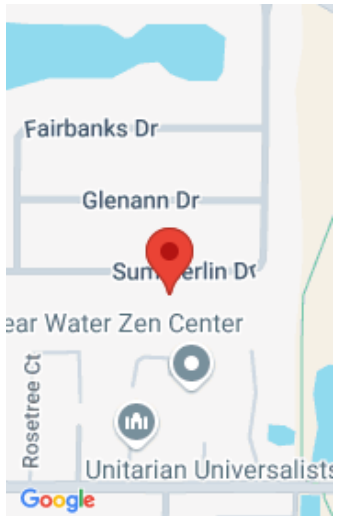 Fairbanks Dr
Glenann Dr
ear Water Zen Center
Rosetree Ct
Unitarian Universalists
Google